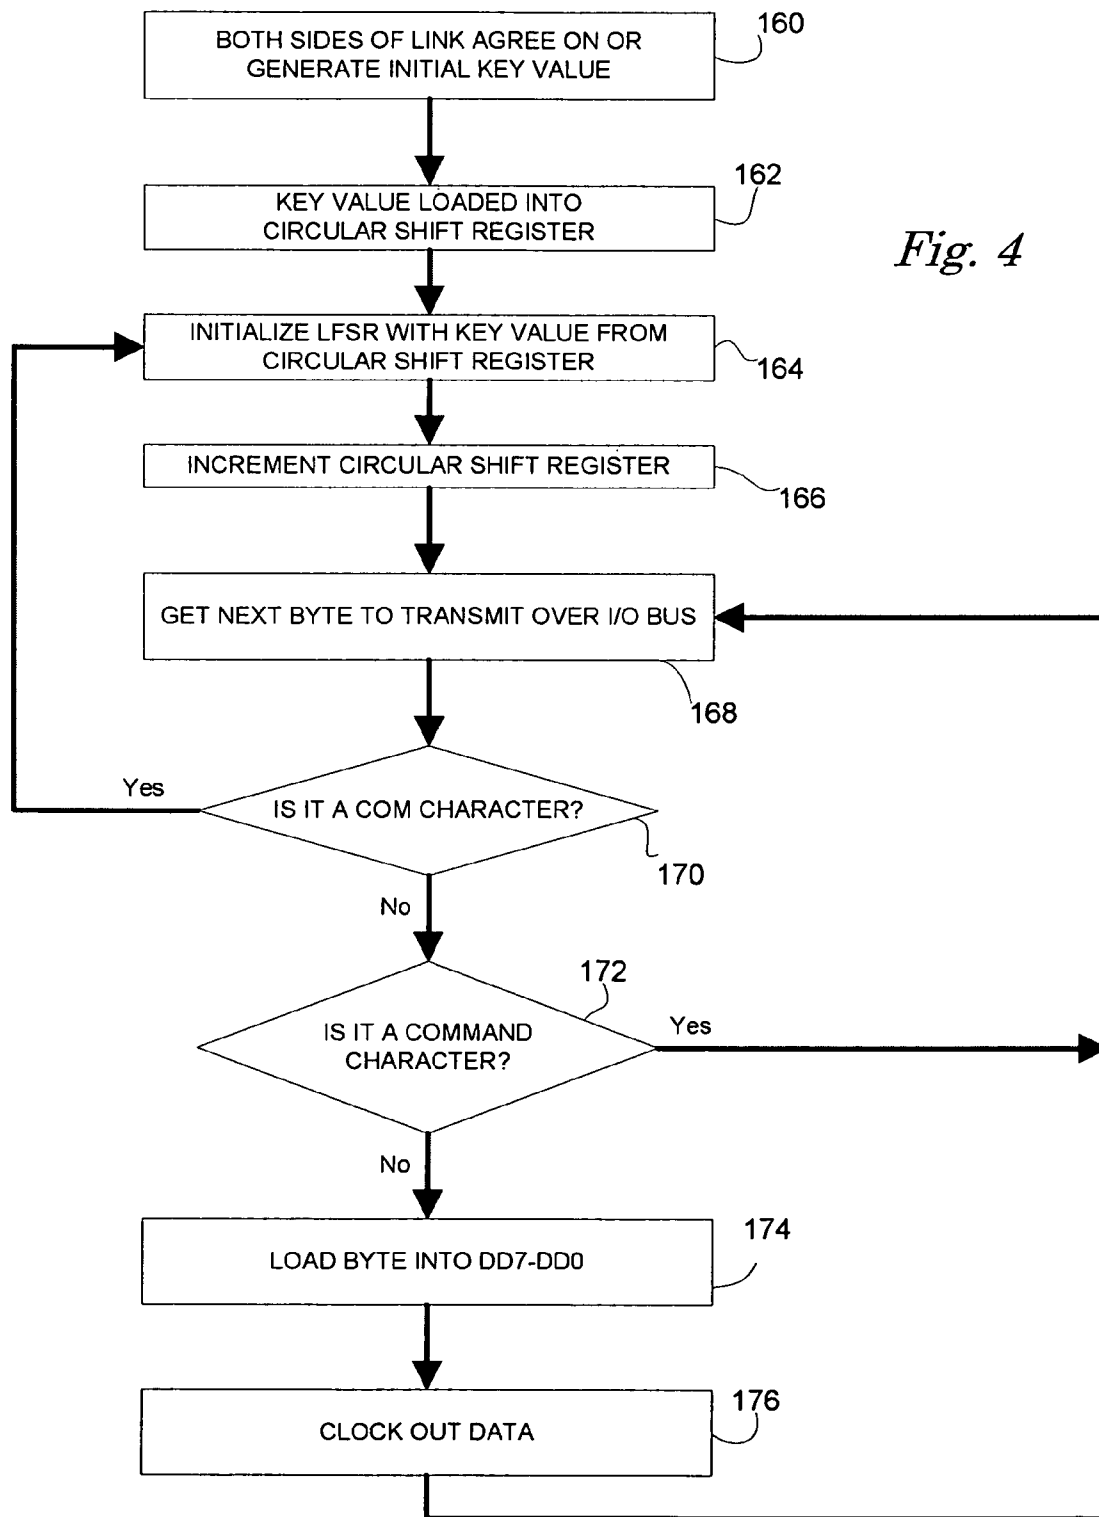 BOTH SIDES OF LINK AGREE ON OR
GENERATE INITIAL KEY VALUE
160
KEY VALUE LOADED INTO
CIRCULAR SHIFT REGISTER
162
Fig. 4
INITIALIZE LFSR WITH KEY VALUE FROM
CIRCULAR SHIFT REGISTER
164
INCREMENT CIRCULAR SHIFT REGISTER
166
GET NEXT BYTE TO TRANSMIT OVER I/O BUS
168
Yes
IS IT A COM CHARACTER?
170
No
172
IS IT A COMMAND
CHARACTER?
Yes
No
LOAD BYTE INTO DD7-DD0
174
CLOCK OUT DATA
176